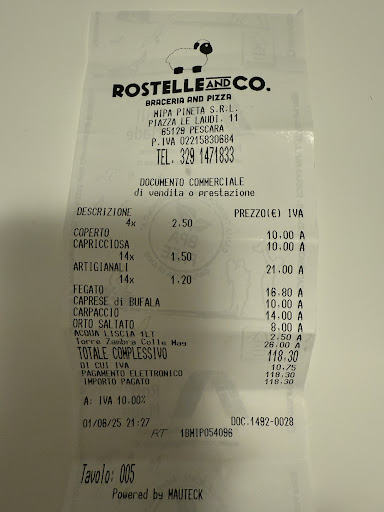 ROSTELLE AND CO.
BRACERIA AND PIZZA
MIPA PINETA S.R.L.
PIAZZA LE LAUDI, 11
65129 PESCARA
P.IVA 02215830684
TEL. 329 1471833
DOCUMENTO COMMERCIALE
di vendita o prestazione
DESCRIZIONE PREZZO(€) IVA
4x 2,50
COPERTO 10,00 A
CAPRICCIOSA 10,00 A
14x 1,50
ARTIGIANALI 21,00 A
14x 1,20
FEGATO 16,80 A
CAPRESE di BUFALA 10,00 A
CARPACCIO 14,00 A
ORTO SALTATO 8,00 A
ACQUA LISCIA 1LT 2,50 A
Torre Zambra Colle Mag 26,00 A
TOTALE COMPLESSIVO 118,30
DI CUI IVA 10,75
PAGAMENTO ELETTRONICO 118,30
IMPORTO PAGATO 118,30
A: IVA 10,00%
01/06/25 21:27 DOC.1492-0028
RT 18MIP054096
Tavolo: 005
Powered by MAUTECK